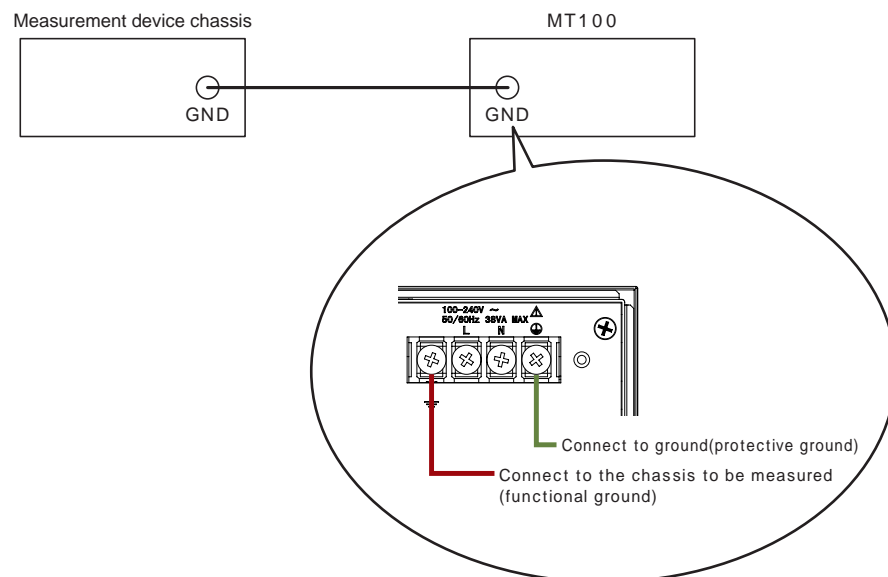 Measurement device chassis
MT100
GND
GND
100-240V ~
50/60Hz 38VA MAX
L N
Connect to ground(protective ground)
Connect to the chassis to be measured
(functional ground)